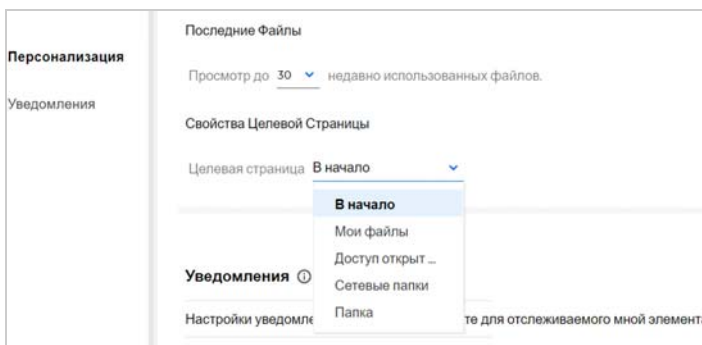 Последние Файлы
Персонализация
Просмотр до 30 недавно использованных файлов.
Уведомления
Свойства Целевой Страницы
Целевая страница В начало
В начало
Мои файлы
Доступ открыт ...
Уведомления
Сетевые папки
Папка
Настройки уведомле те для отслеживаемого мной элемент